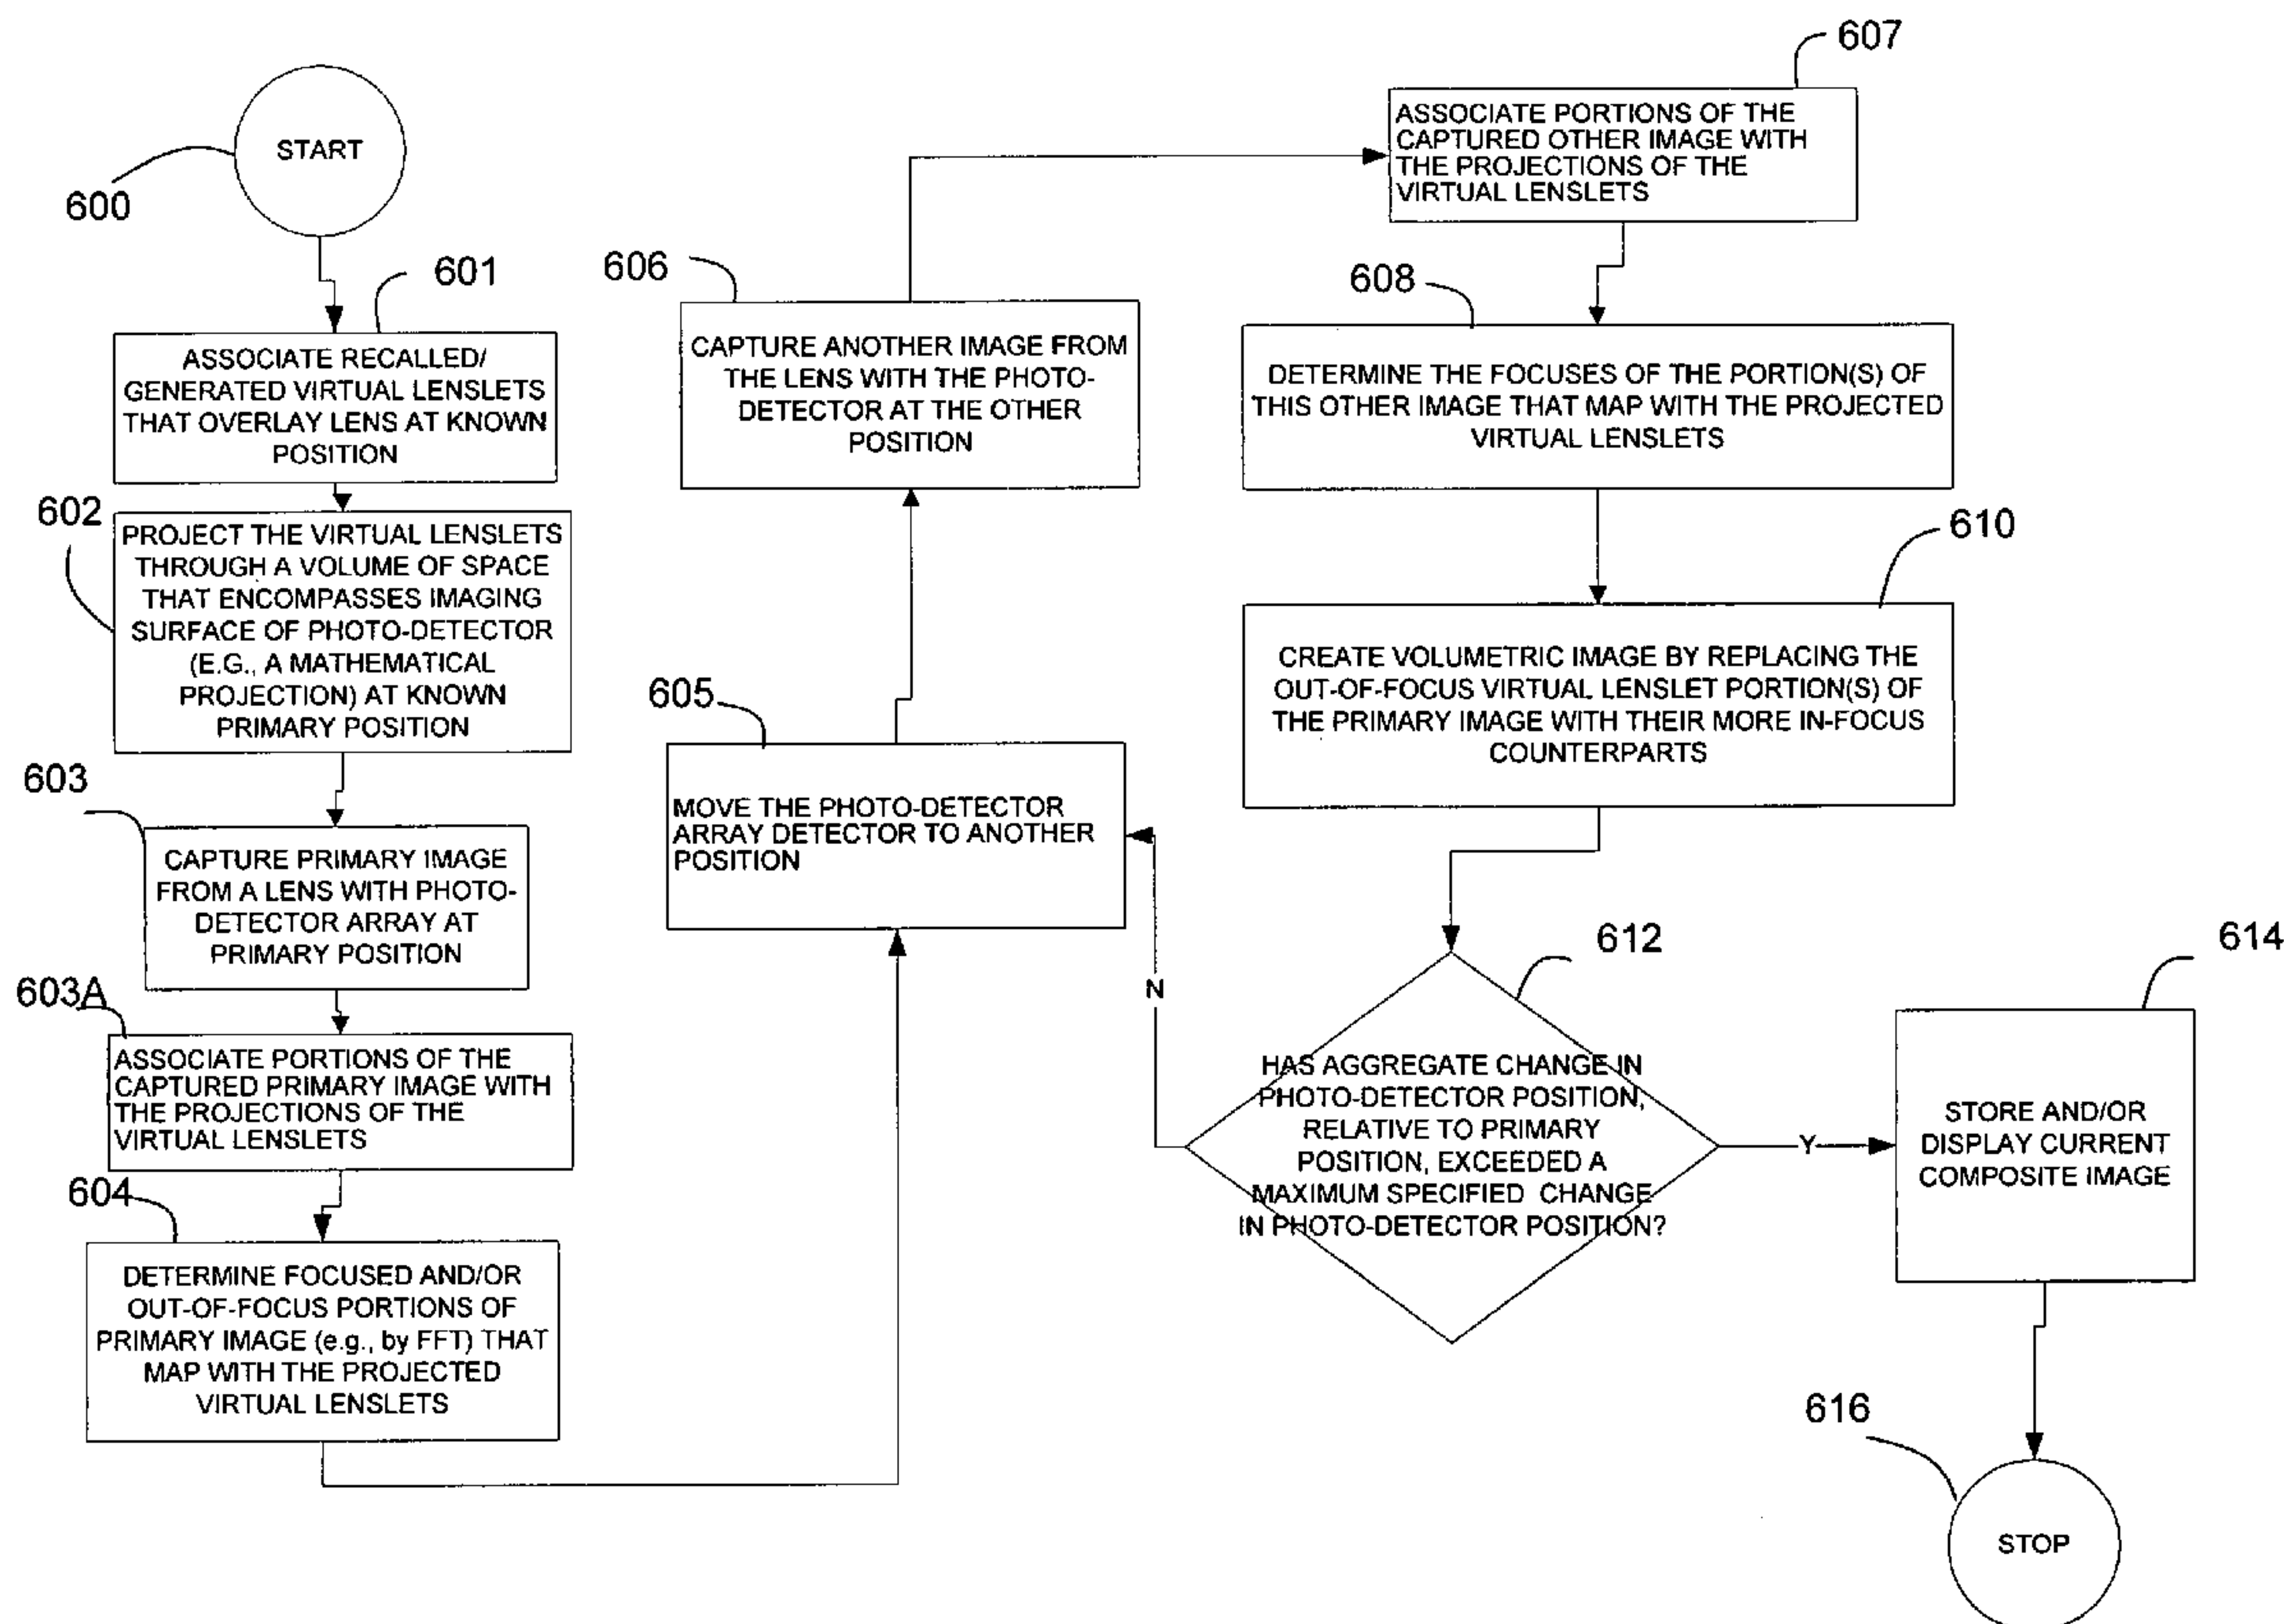 600
START
601
ASSOCIATE RECALLED/
GENERATED VIRTUAL LENSLETS
THAT OVERLAY LENS AT KNOWN
POSITION
602
PROJECT THE VIRTUAL LENSLETS
THROUGH A VOLUME OF SPACE
THAT ENCOMPASSES IMAGING
SURFACE OF PHOTO-DETECTOR
(E.G., A MATHEMATICAL
PROJECTION) AT KNOWN
PRIMARY POSITION
603
CAPTURE PRIMARY IMAGE
FROM A LENS WITH PHOTO-
DETECTOR ARRAY AT
PRIMARY POSITION
603A
ASSOCIATE PORTIONS OF THE
CAPTURED PRIMARY IMAGE WITH
THE PROJECTIONS OF THE
VIRTUAL LENSLETS
604
DETERMINE FOCUSED AND/OR
OUT-OF-FOCUS PORTIONS OF
PRIMARY IMAGE (e.g., by FFT) THAT
MAP WITH THE PROJECTED
VIRTUAL LENSLETS
605
MOVE THE PHOTO-DETECTOR
ARRAY DETECTOR TO ANOTHER
POSITION
606
CAPTURE ANOTHER IMAGE FROM
THE LENS WITH THE PHOTO-
DETECTOR AT THE OTHER
POSITION
607
ASSOCIATE PORTIONS OF THE
CAPTURED OTHER IMAGE WITH
THE PROJECTIONS OF THE
VIRTUAL LENSLETS
608
DETERMINE THE FOCUSES OF THE PORTION(S) OF
THIS OTHER IMAGE THAT MAP WITH THE PROJECTED
VIRTUAL LENSLETS
610
CREATE VOLUMETRIC IMAGE BY REPLACING THE
OUT-OF-FOCUS VIRTUAL LENSLET PORTION(S) OF
THE PRIMARY IMAGE WITH THEIR MORE IN-FOCUS
COUNTERPARTS
612
HAS AGGREGATE CHANGE IN
PHOTO-DETECTOR POSITION,
RELATIVE TO PRIMARY
POSITION, EXCEEDED A
MAXIMUM SPECIFIED CHANGE
IN PHOTO-DETECTOR POSITION?
N
Y
614
STORE AND/OR
DISPLAY CURRENT
COMPOSITE IMAGE
616
STOP